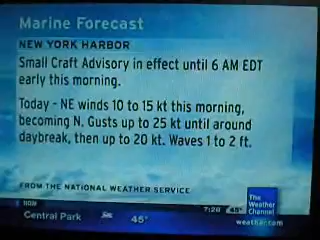 Marine Forecast
NEW YORK HARBOR
Small Craft Advisory in effect until 6 AM EDT
early this morning.
Today - NE winds 10 to 15 kt this morning,
becoming N. Gusts up to 25 kt until around
daybreak, then up to 20 kt. Waves 1 to 2 ft.
FROM THE NATIONAL WEATHER SERVICE
The
Weather
Channel
weather.com
NOW
7:28 45°
Central Park 45°